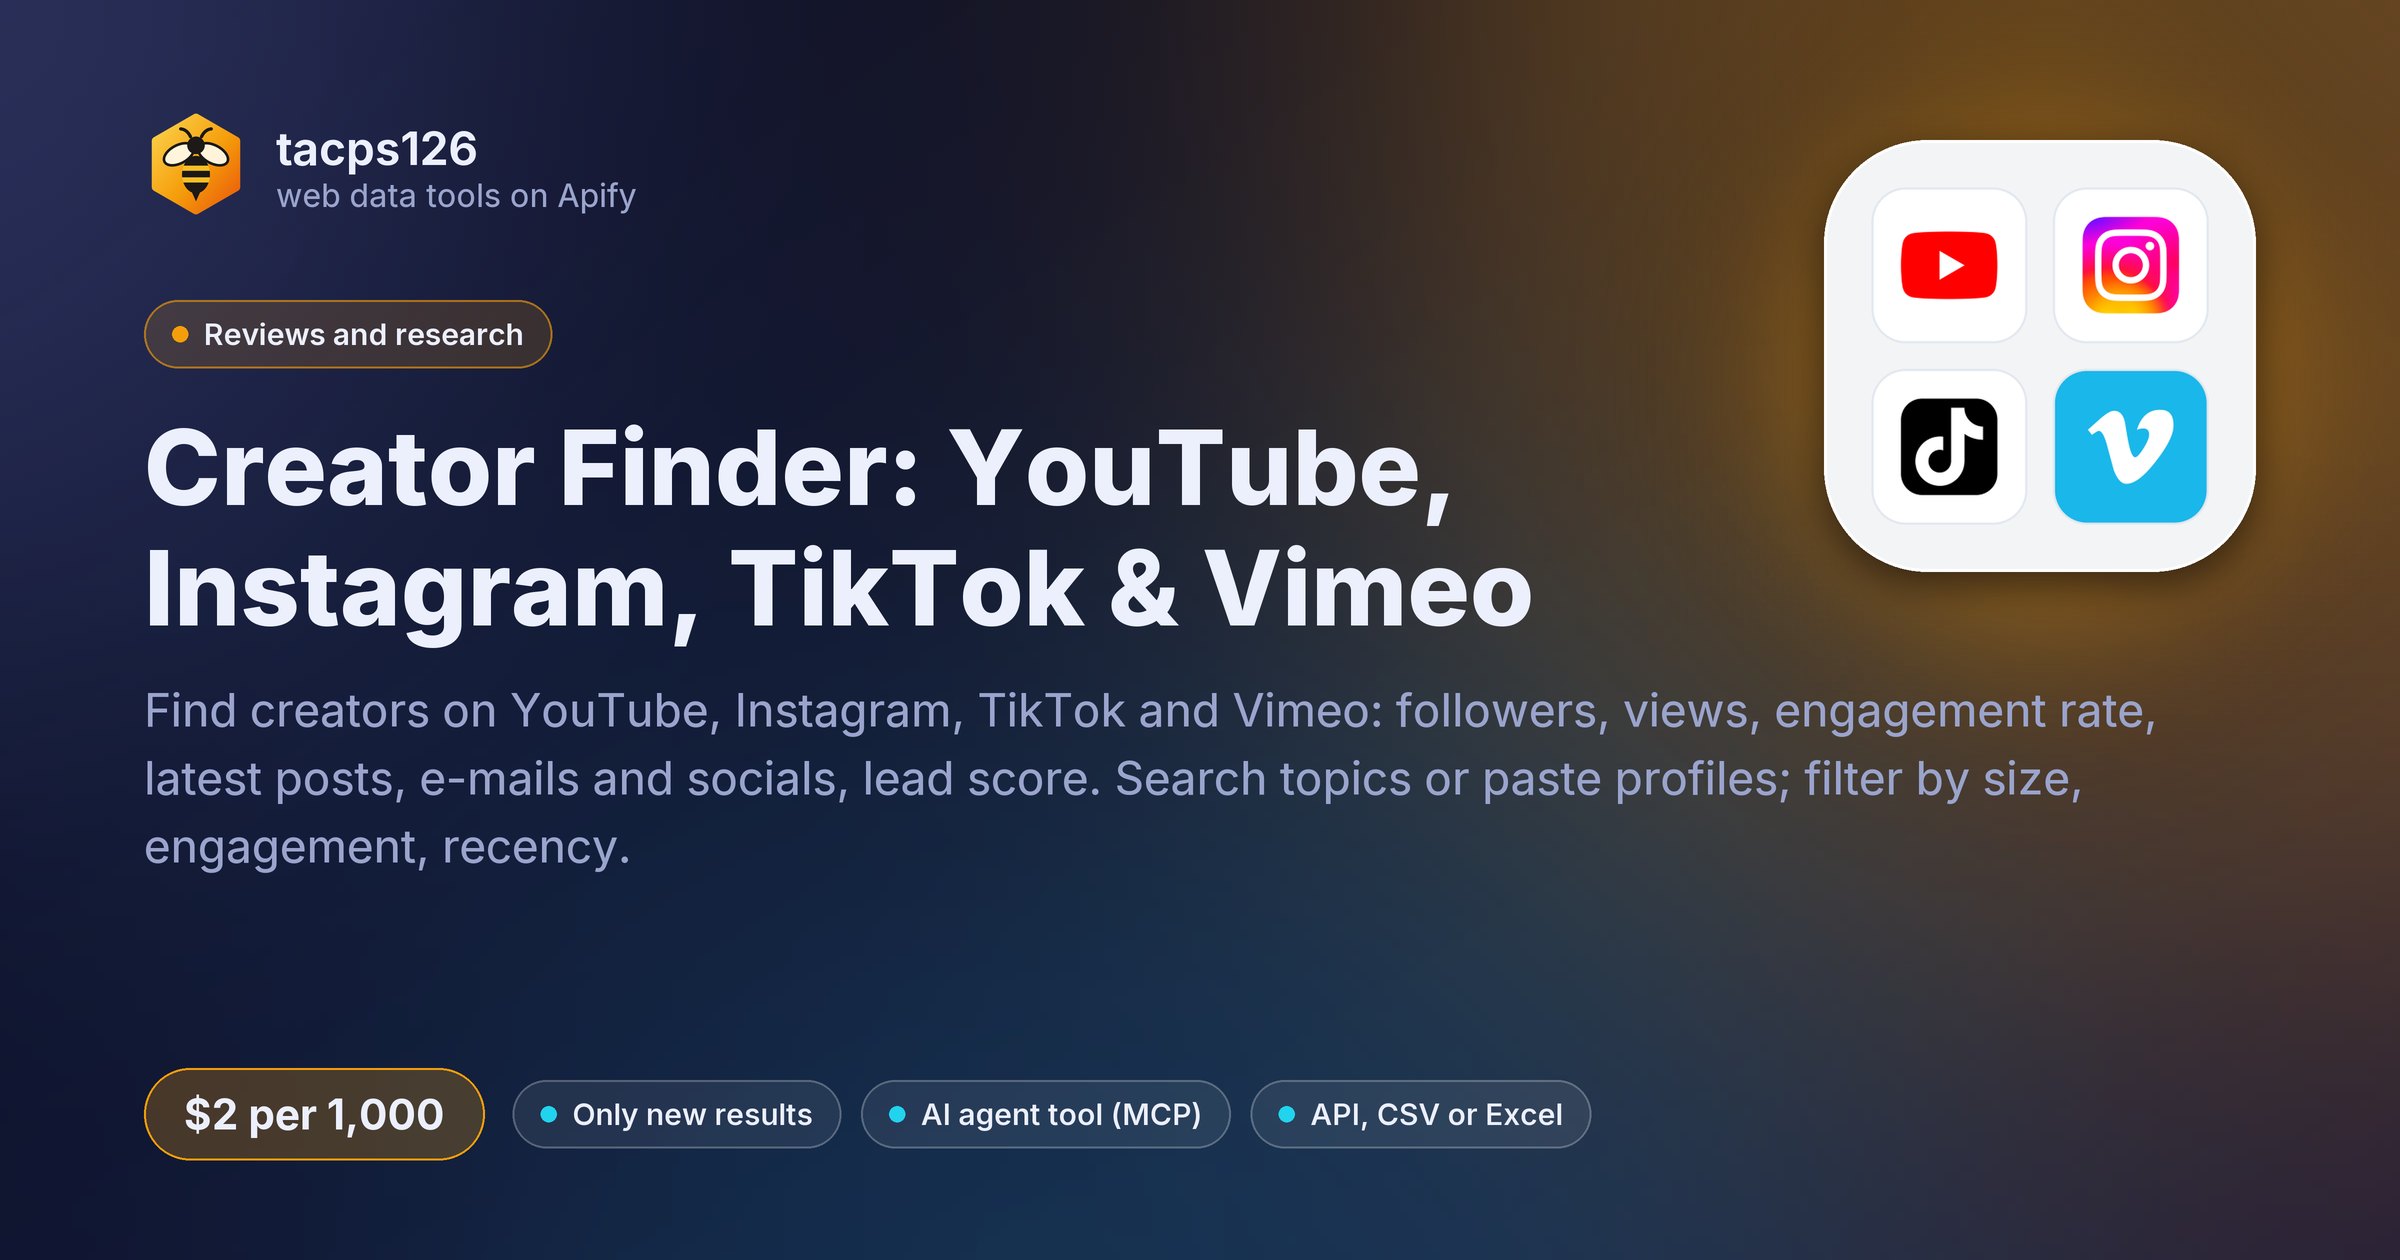 tacps126
web data tools on Apify
Reviews and research
Creator Finder: YouTube,
Instagram, TikTok & Vimeo
Find creators on YouTube, Instagram, TikTok and Vimeo: followers, views, engagement rate,
latest posts, e-mails and socials, lead score. Search topics or paste profiles; filter by size,
engagement, recency.
$2 per 1,000
Only new results
AI agent tool (MCP)
API, CSV or Excel